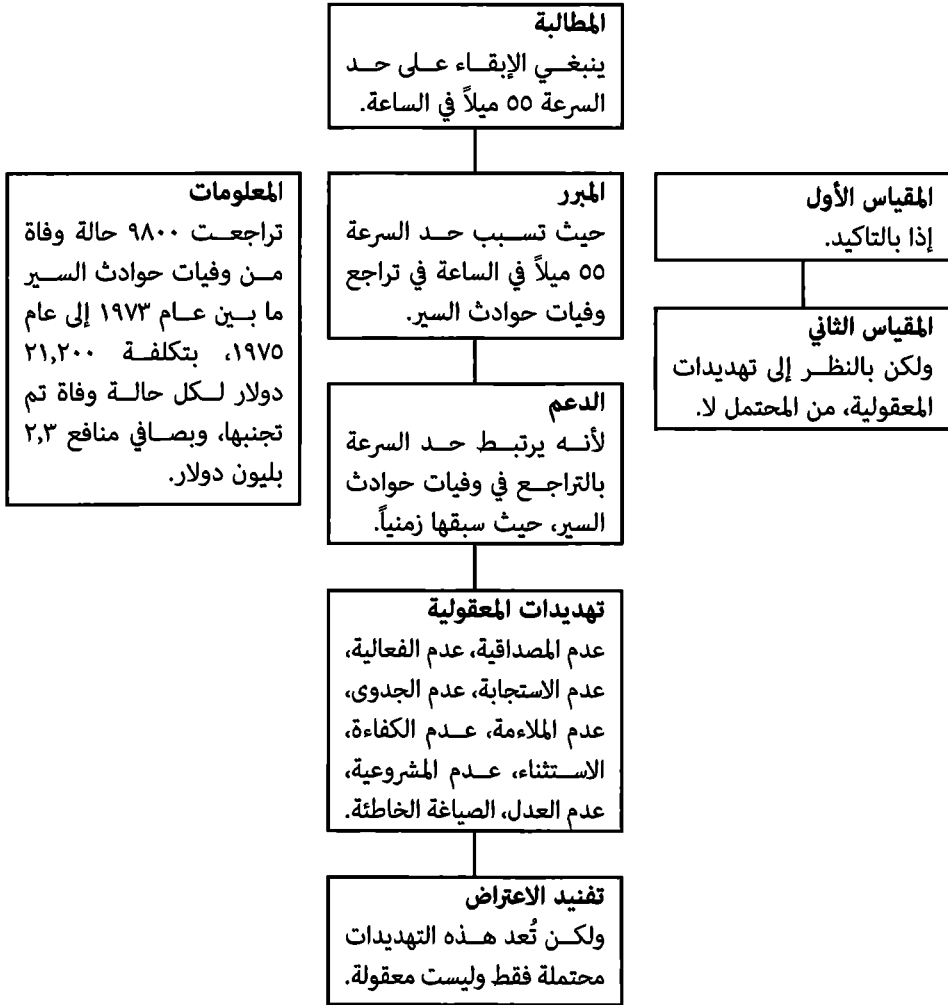 المطالبة
ينبغي الإبقاء على حد
السرعة ٥٥ ميلاً في الساعة.
المقياس الأول
إذا بالتاكيد.
المقياس الثاني
ولكن بالنظر إلى تهديدات
المعقولية، من المحتمل لا.
المبرر
حيث تسبب حد السرعة
٥٥ ميلاً في الساعة في تراجع
وفيات حوادث السير.
المعلومات
تراجعت ٩٨٠٠ حالة وفاة
من وفيات حوادث السير
ما بين عام ١٩٧٣ إلى عام
١٩٧٥، بتكلفة ٢١,٢٠٠
دولار لكل حالة وفاة تم
تجنبها، وبصافي منافع ٢,٣
بليون دولار.
الدعم
لأنه يرتبط حد السرعة
بالتراجع في وفيات حوادث
السير، حيث سبقها زمنياً.
تهديدات المعقولية
عدم المصداقية، عدم الفعالية،
عدم الاستجابة، عدم الجدوى،
عدم الملاءمة، عدم الكفاءة،
الاستثناء، عدم المشروعية،
عدم العدل، الصياغة الخاطئة.
تفنيد الاعتراض
ولكن تُعد هذه التهديدات
محتملة فقط وليست معقولة.